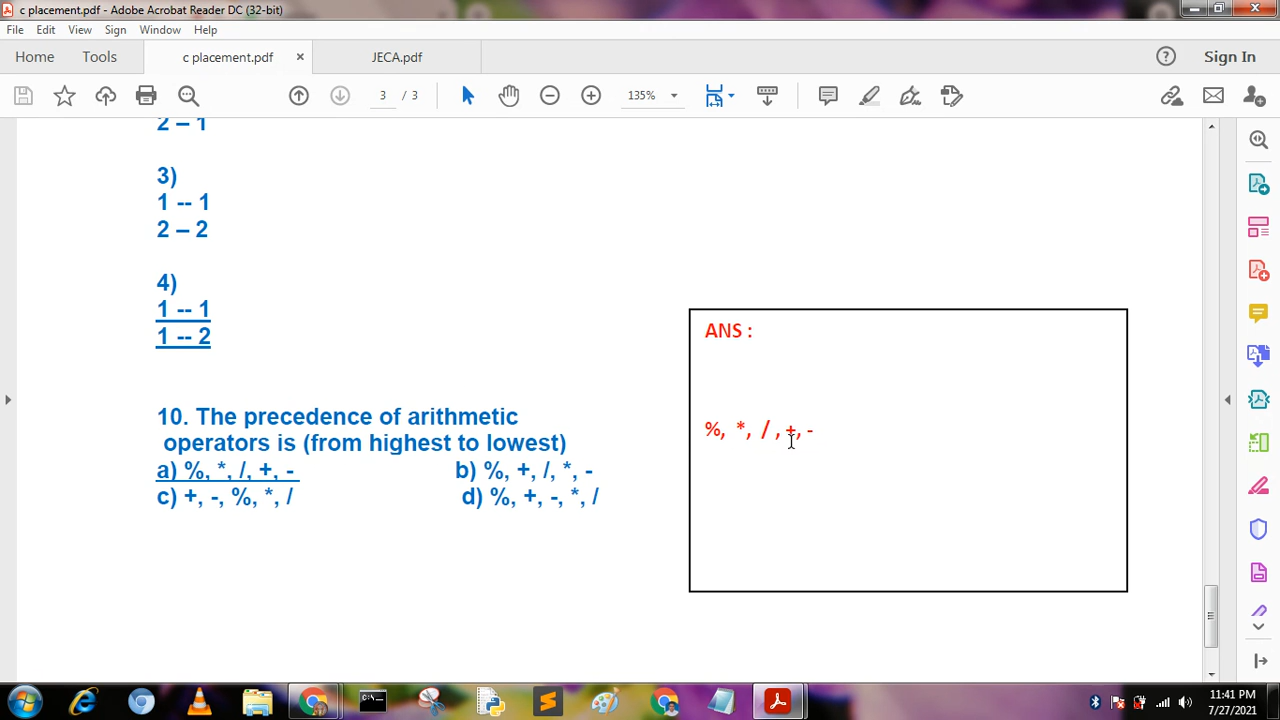 c placement.pdf - Adobe Acrobat Reader DC (32-bit)
File Edit View Sign Window Help
Home Tools c placement.pdf × JECA.pdf ? Sign In
3 / 3 135%
2 – 1
3)
1 -- 1
2 – 2
4)
1 -- 1
1 -- 2
10. The precedence of arithmetic
operators is (from highest to lowest)
a) %, *, /, +, - b) %, +, /, *, -
c) +, -, %, *, / d) %, +, -, *, /
ANS :
%, *, / , +, -
11:41 PM
7/27/2021